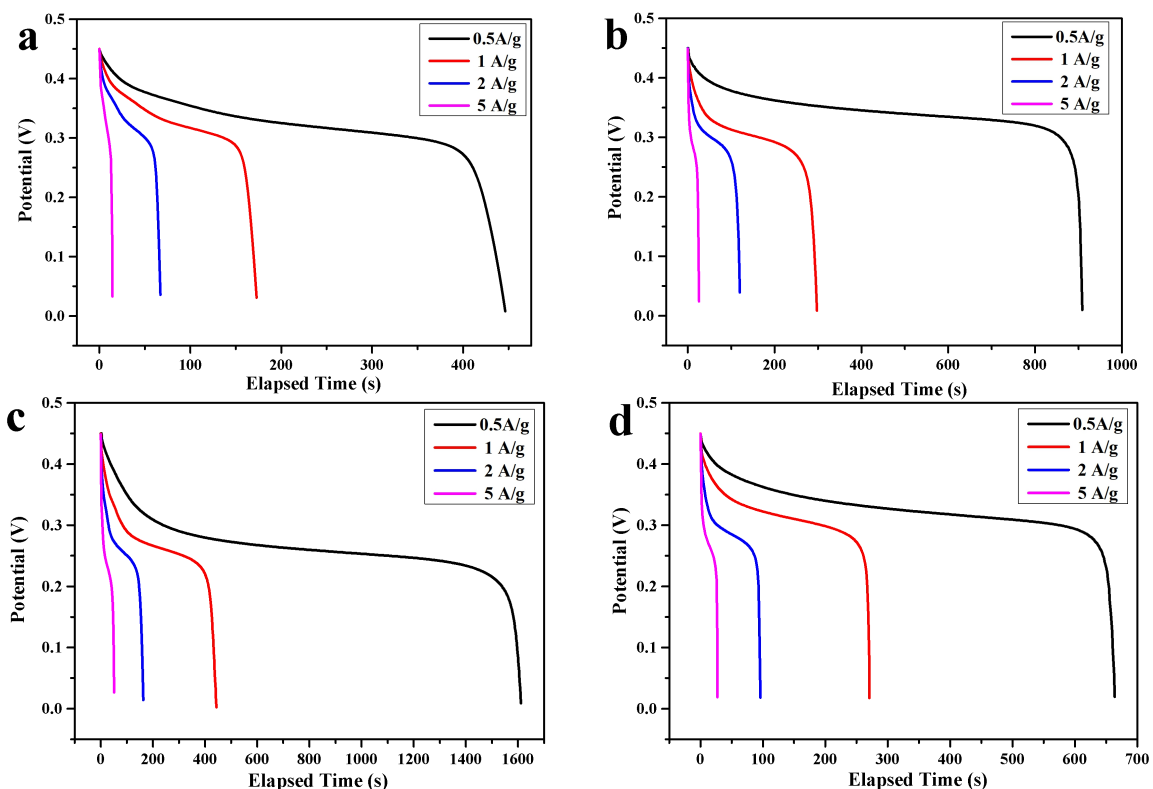 a
0.5A/g
1 A/g
2 A/g
5 A/g
0.5
0.4
0.3
0.2
0.1
0.0
Potential (V)
0 100 200 300 400
Elapsed Time (s)
b
0.5A/g
1 A/g
2 A/g
5 A/g
0.5
0.4
0.3
0.2
0.1
0.0
Potential (V)
0 200 400 600 800 1000
Elapsed Time (s)
c
0.5A/g
1 A/g
2 A/g
5 A/g
0.5
0.4
0.3
0.2
0.1
0.0
Potential (V)
0 200 400 600 800 1000 1200 1400 1600
Elapsed Time (s)
d
0.5A/g
1 A/g
2 A/g
5 A/g
0.5
0.4
0.3
0.2
0.1
0.0
Potential (V)
0 100 200 300 400 500 600 700
Elapsed Time (s)